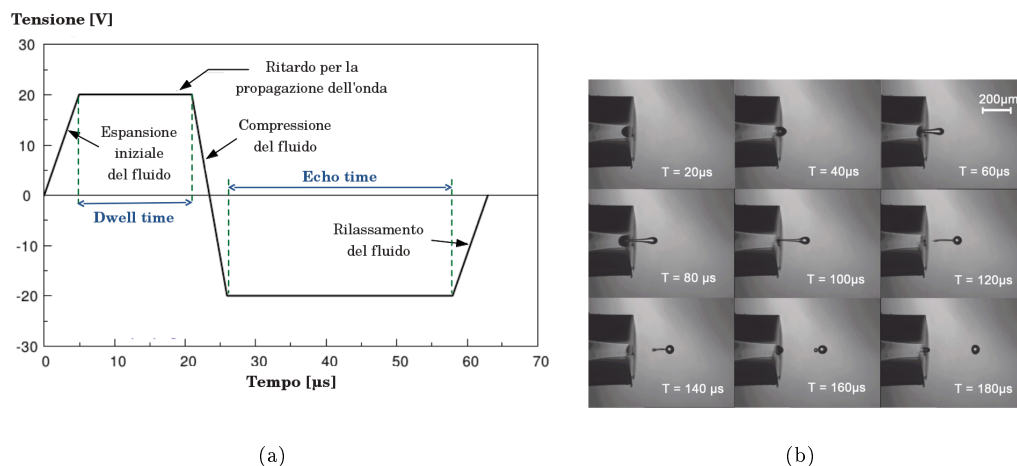 Tensione [V]
30
20
10
0
-10
-20
-30
Ritardo per la
propagazione dell'onda
Espansione
iniziale
del fluido
Compressione
del fluido
Dwell time
Echo time
Rilassamento
del fluido
0 10 20 30 40 50 60 70
Tempo [µs]
(a)
200µm
T = 20µs
T = 40µs
T = 60µs
T = 80 µs
T = 100µs
T = 120µs
T = 140 µs
T = 160µs
T = 180µs
(b)